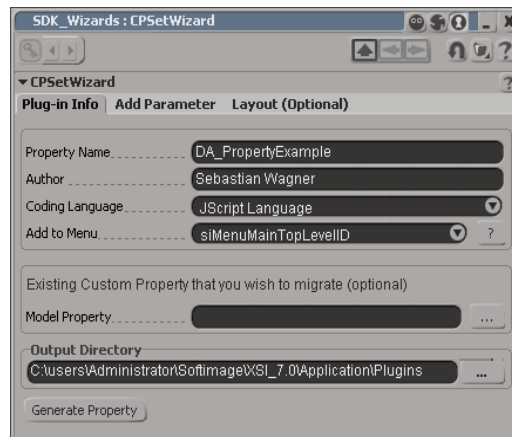 SDK_Wizards : CPSetWizard
CPSetWizard
?
Plug-in Info Add Parameter Layout (Optional)
Property Name DA_PropertyExample
Author Sebastian Wagner
Coding Language JScript Language
Add to Menu siMenuMainTopLevelID ?
Existing Custom Property that you wish to migrate (optional)
Model Property ...
Output Directory
C:\users\Administrator\Softimage\XSI_7.0\Application\Plugins ...
Generate Property